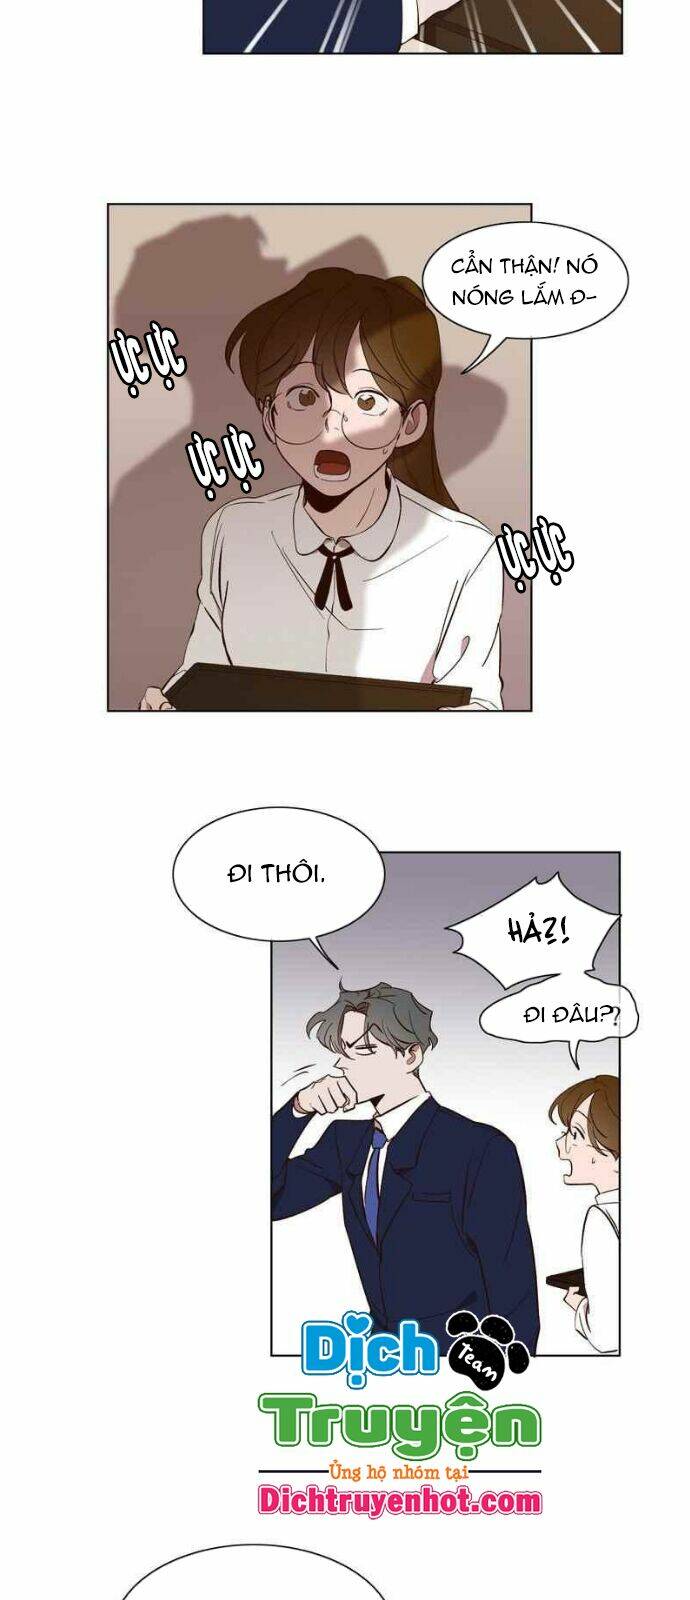 CẨN THẬN! NÓ
NÓNG LẮM Đ-
ỰC ỰC
ỰC ỰC
ỰC ỰC
ĐI THÔI.
HẢ?!
ĐI ĐÂU??
Dịch
Team
Truyện
Ủng hộ nhóm tại
Dichtruyenhot.com